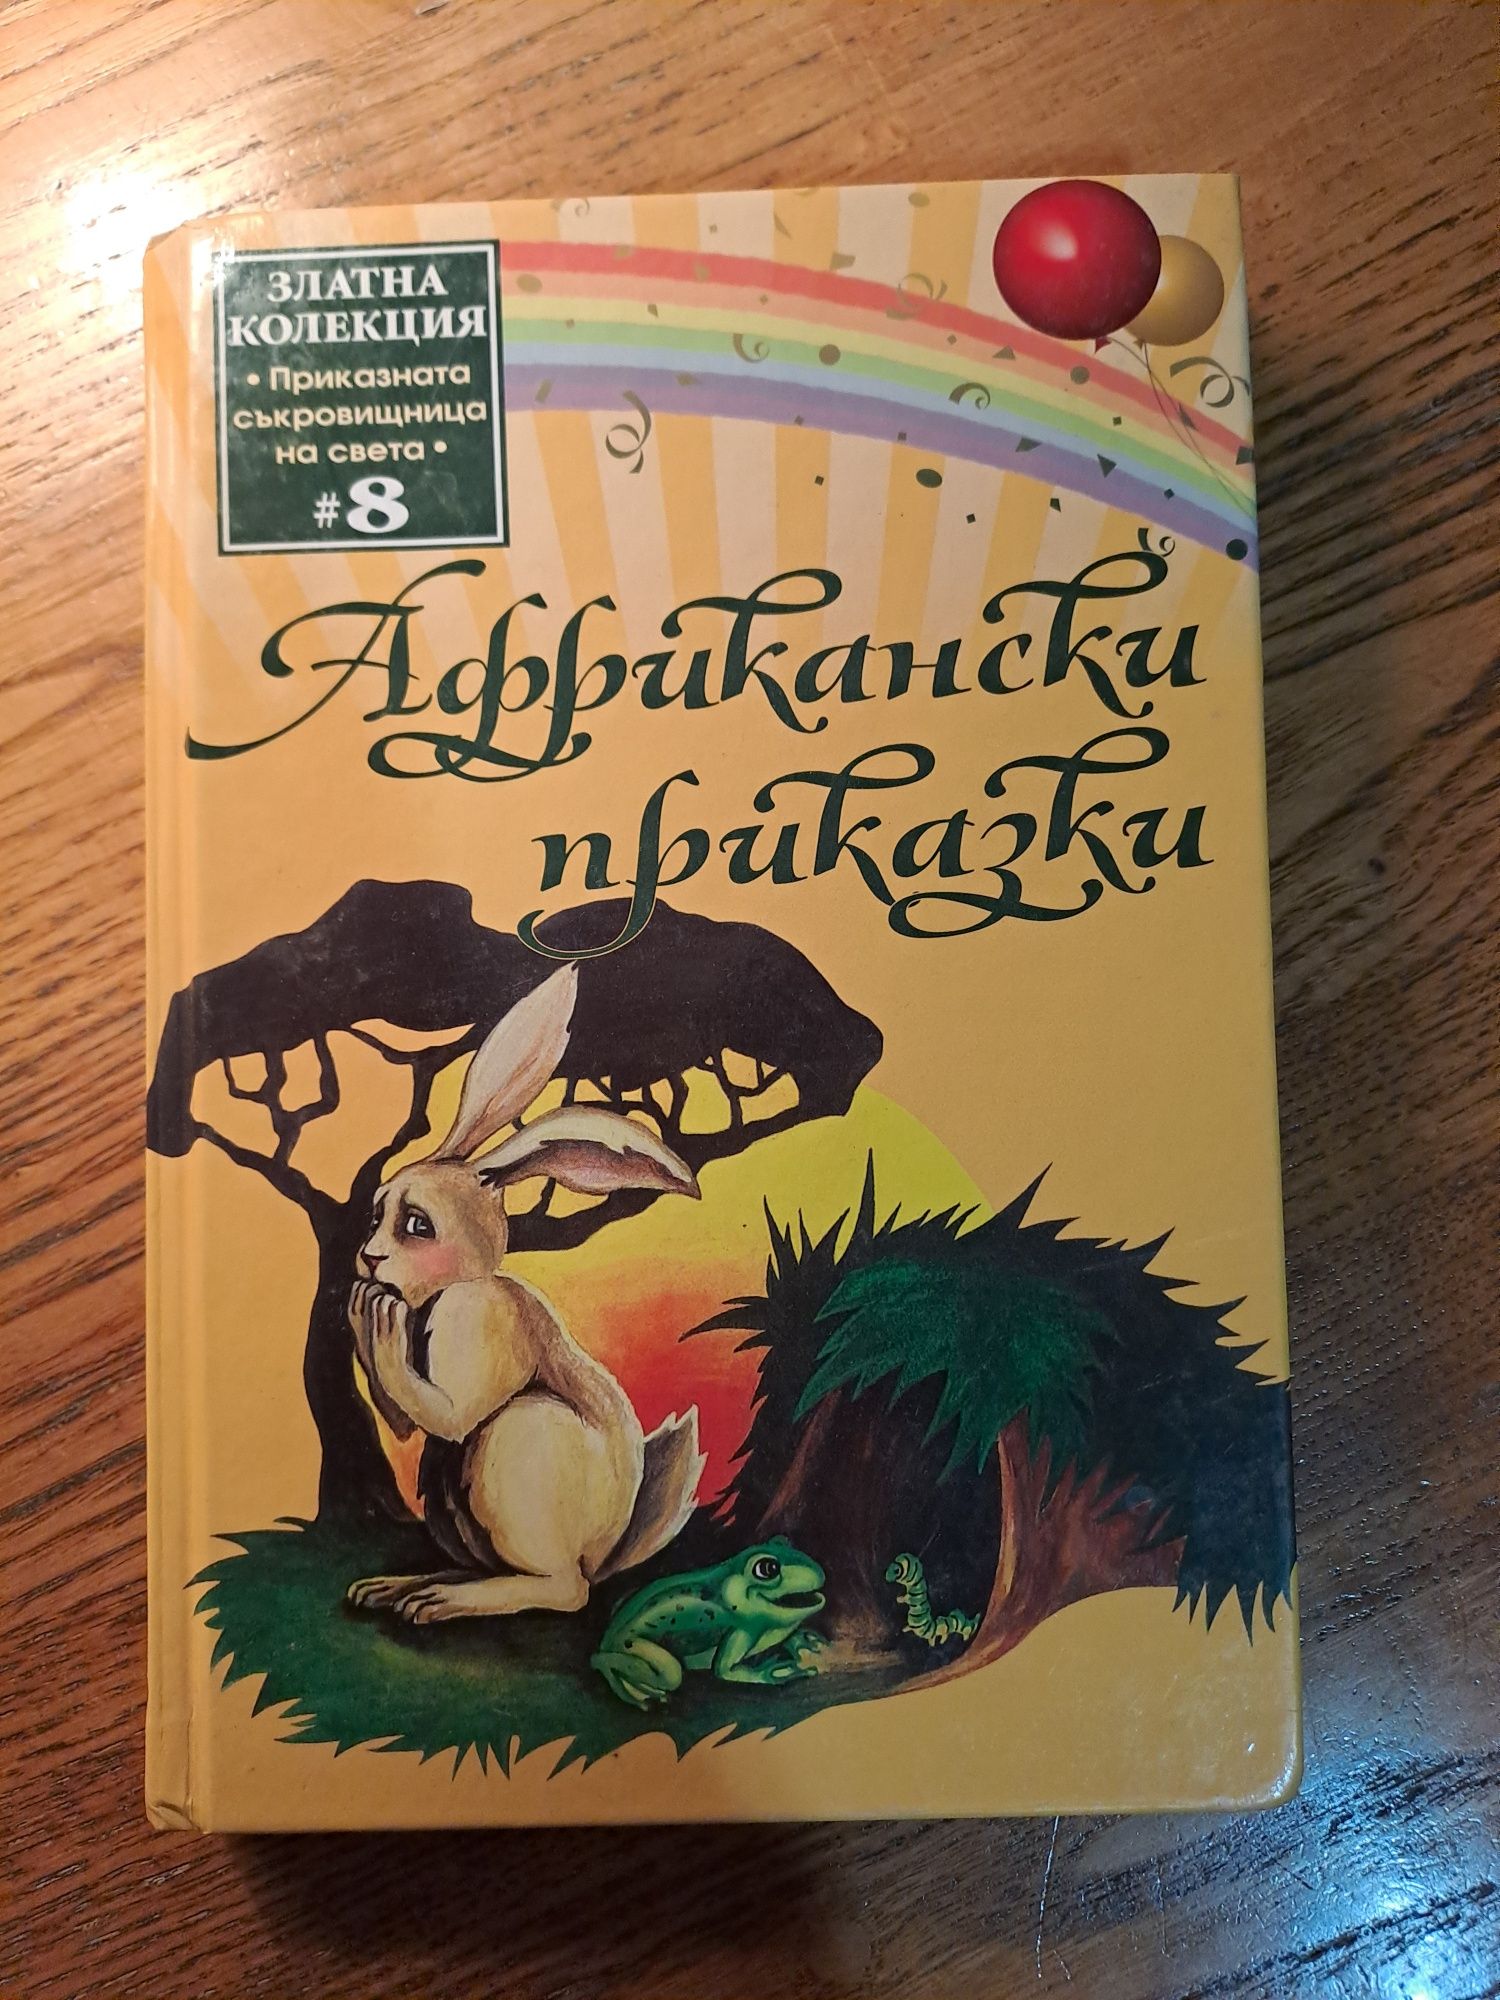 ЗЛАТНА
КОЛЕКЦИЯ
• Приказната
съкровищница
на света •
#8
Африкански
приказки